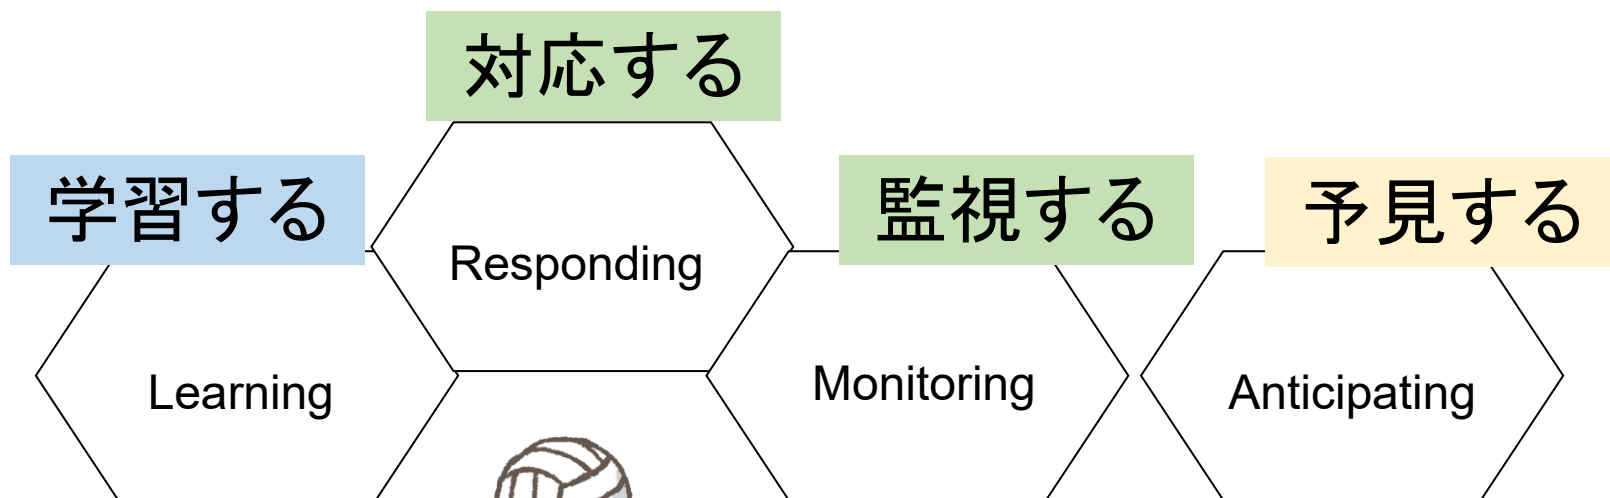 対応する
学習する
監視する
予見する
Responding
Learning
Monitoring
Anticipating